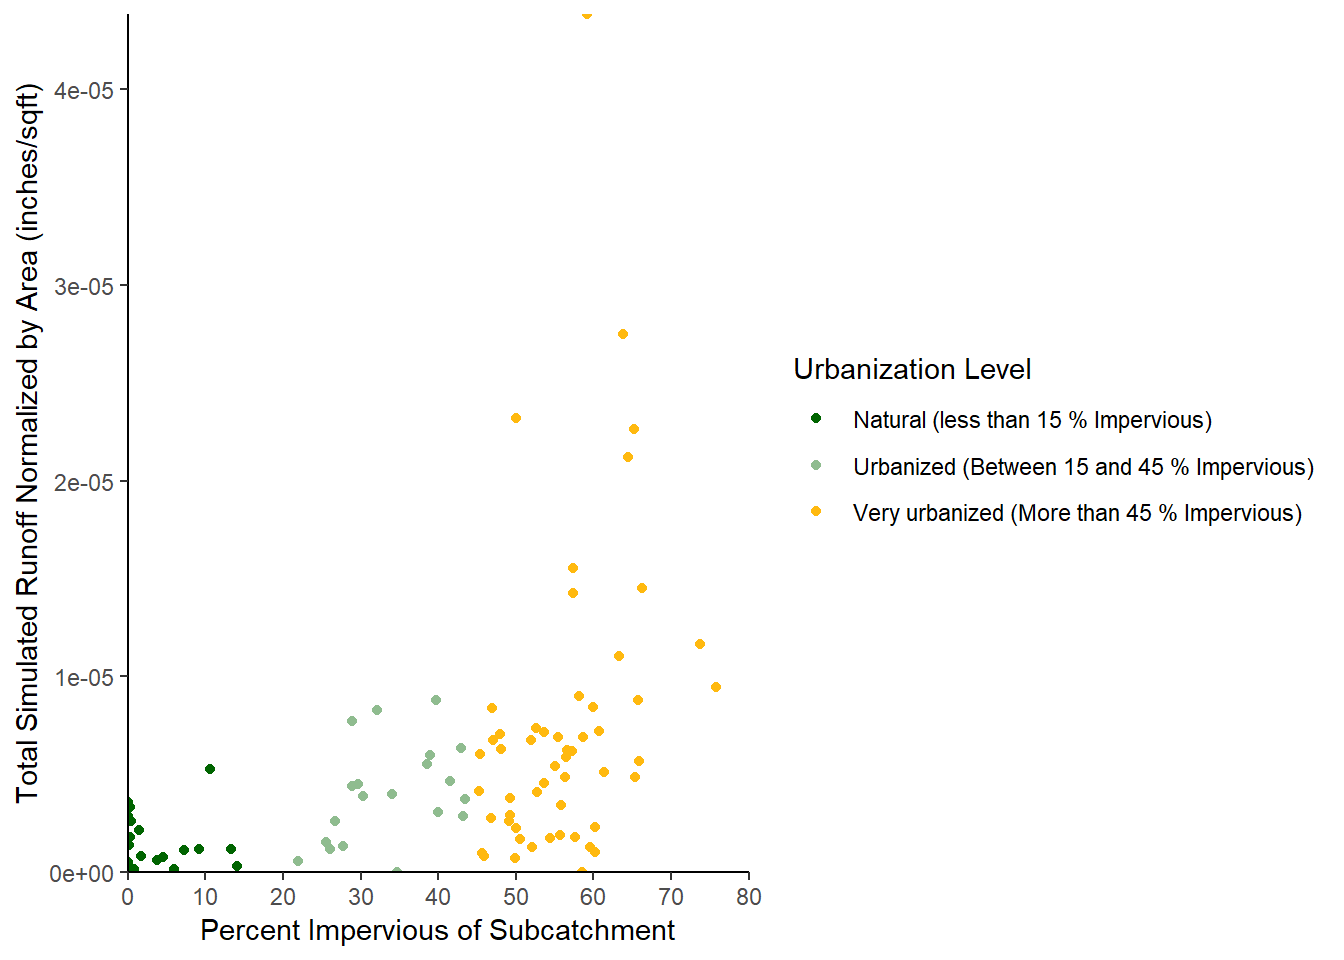 4e-05
3e-05
2e-05
1e-05
0e+00
Total Simulated Runoff Normalized by Area (inches/sqft)
0 10 20 30 40 50 60 70 80
Percent Impervious of Subcatchment
Urbanization Level
Natural (less than 15 % Impervious)
Urbanized (Between 15 and 45 % Impervious)
Very urbanized (More than 45 % Impervious)